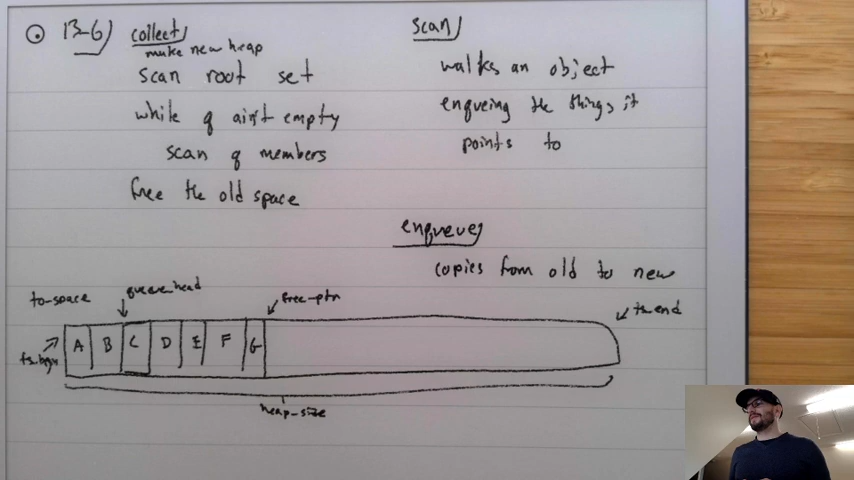 13-6) collect/
make new heap
scan root set
while q ain't empty
scan q members
free the old space
scan/
walks an object
enqueing the things it
points to
enqueue/
copies from old to new
to-space
queue-head
free-ptr
ts-end
ts-begin
A B C D E F G
heap-size